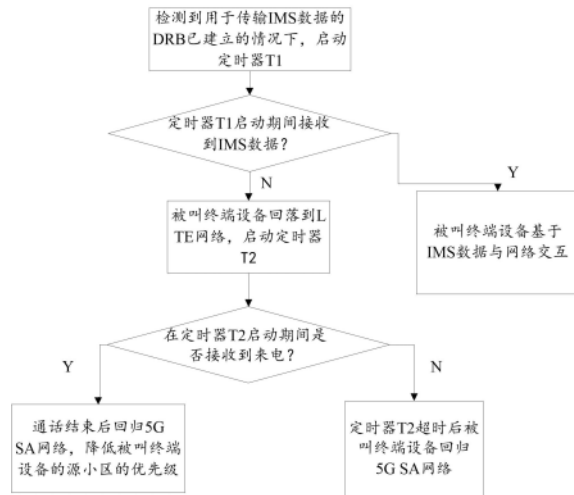 检测到用于传输IMS数据的
DRB已建立的情况下，启动
定时器T1
定时器T1启动期间接收
到IMS数据?
Y
N
被叫终端设备回落到L
TE网络，启动定时器
T2
被叫终端设备基于
IMS数据与网络交互
在定时器T2启动期间是
否接收到来电?
Y
N
通话结束后回归5G
SA网络，降低被叫终端
设备的源小区的优先级
定时器T2超时后被
叫终端设备回归
5G SA网络